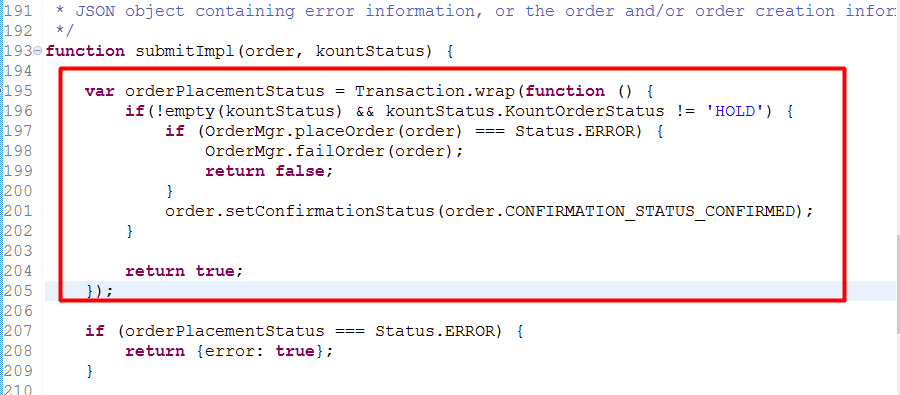 191  * JSON object containing error information, or the order and/or order creation infor
192  */
193 function submitImpl(order, kountStatus) {
194
195     var orderPlacementStatus = Transaction.wrap(function () {
196         if(!empty(kountStatus) && kountStatus.KountOrderStatus != 'HOLD') {
197             if (OrderMgr.placeOrder(order) === Status.ERROR) {
198                 OrderMgr.failOrder(order);
199                 return false;
200             }
201             order.setConfirmationStatus(order.CONFIRMATION_STATUS_CONFIRMED);
202         }
203
204         return true;
205     });
206
207     if (orderPlacementStatus === Status.ERROR) {
208         return {error: true};
209     }
210